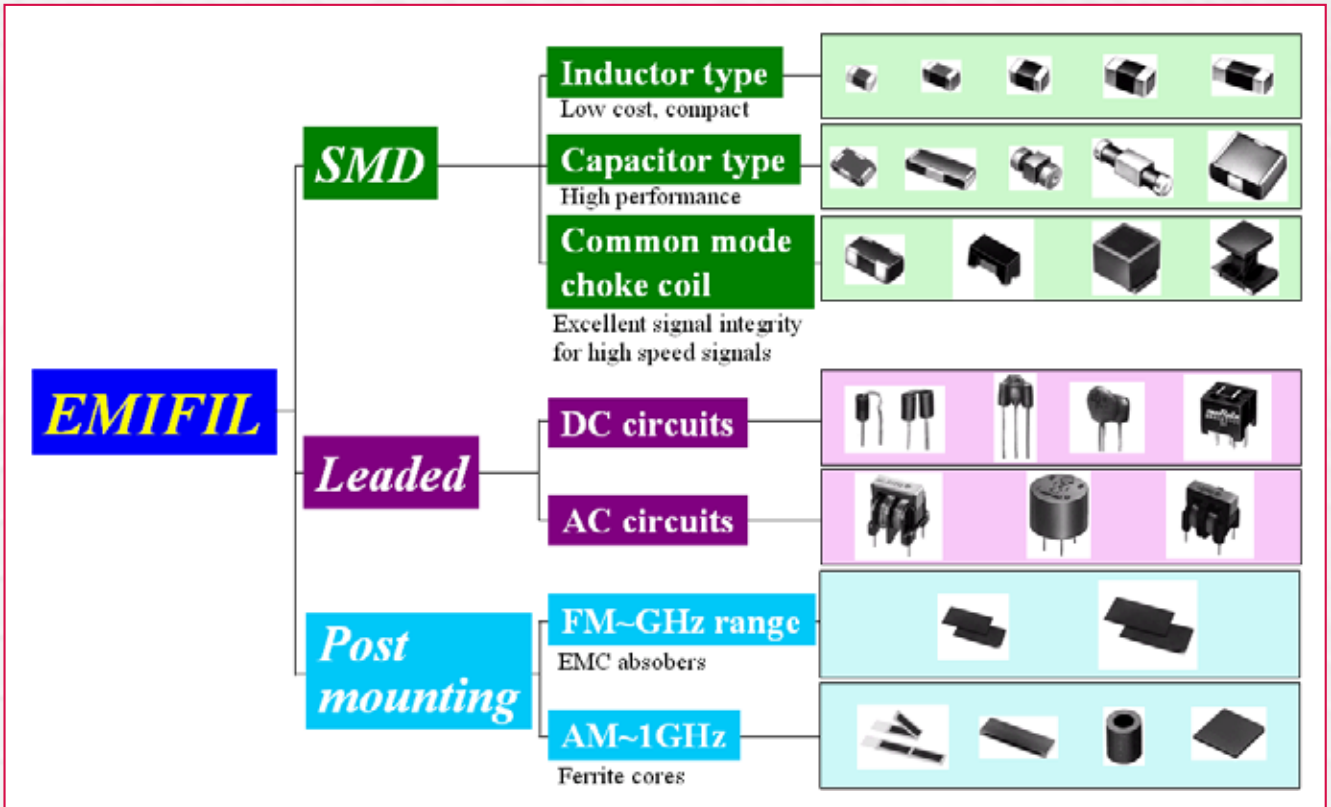 Inductor type
Low cost, compact
SMD
Capacitor type
High performance
Common mode
choke coil
Excellent signal integrity
for high speed signals
EMIFIL
Leaded
DC circuits
muRata
AC circuits
Post
mounting
FM~GHz range
EMC absobers
AM~1GHz
Ferrite cores